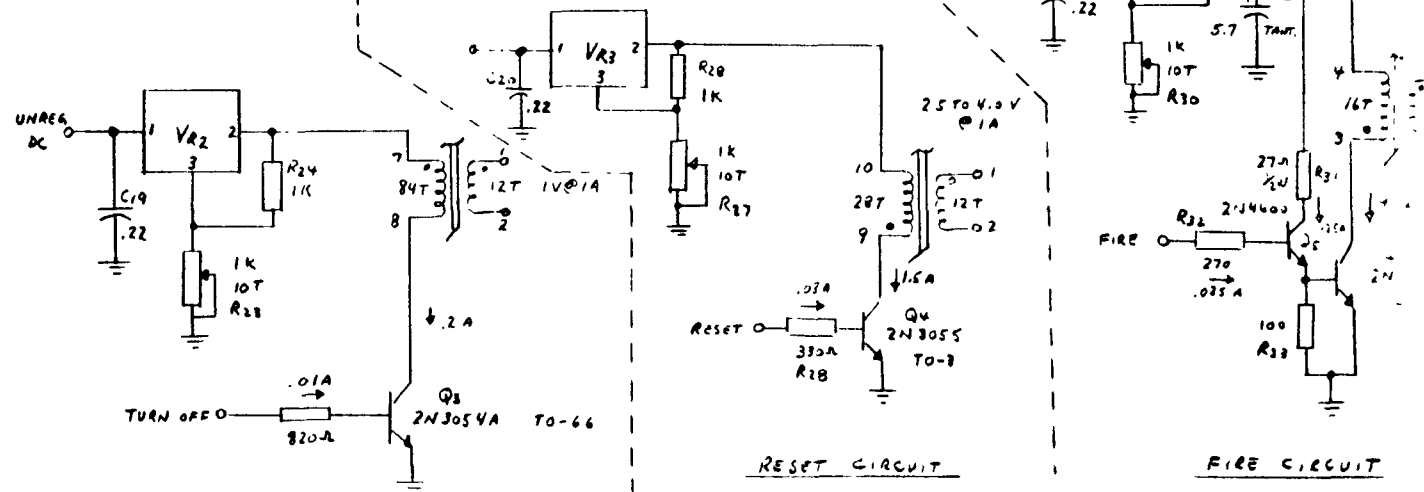 UNREG.
DC
1
VR2
2
3
C19
.22
R24
1K
1K
10T
R23
7
84T
8
1
12T
2
1V@1A
.2A
.01A
TURN OFF
820Ω
Q3
2N3054A
TO-66
1
VR3
2
3
C20
.22
R28
1K
1K
10T
R27
2.5 TO 4.0V
@1A
10
28T
9
1
12T
2
1.5A
.03A
RESET
330Ω
R28
Q4
2N3055
TO-3
RESET CIRCUIT
.22
1K
10T
R30
5.7
TANT.
4
16T
3
27Ω
1/2W
R31
FIRE
R32
270
.035A
100
R33
2N
FIRE CIRCUIT